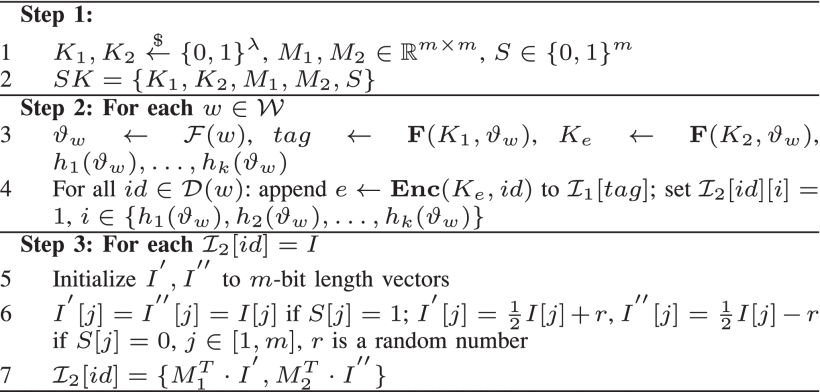 Step 1:
1 K₁, K₂ ←$ {0, 1}^λ, M₁, M₂ ∈ ℝ^{m×m}, S ∈ {0, 1}^m
2 SK = {K₁, K₂, M₁, M₂, S}
Step 2: For each w ∈ 𝒲
3 ϑ_w ← ℱ(w), tag ← F(K₁, ϑ_w), K_e ← F(K₂, ϑ_w),
h₁(ϑ_w), . . . , h_k(ϑ_w)
4 For all id ∈ 𝒟(w): append e ← Enc(K_e, id) to ℐ₁[tag]; set ℐ₂[id][i] =
1, i ∈ {h₁(ϑ_w), h₂(ϑ_w), . . . , h_k(ϑ_w)}
Step 3: For each ℐ₂[id] = I
5 Initialize I′, I′′ to m-bit length vectors
6 I′[j] = I′′[j] = I[j] if S[j] = 1; I′[j] = ½I[j] + r, I′′[j] = ½I[j] − r
if S[j] = 0, j ∈ [1, m], r is a random number
7 ℐ₂[id] = {M₁ᵀ · I′, M₂ᵀ · I′′}